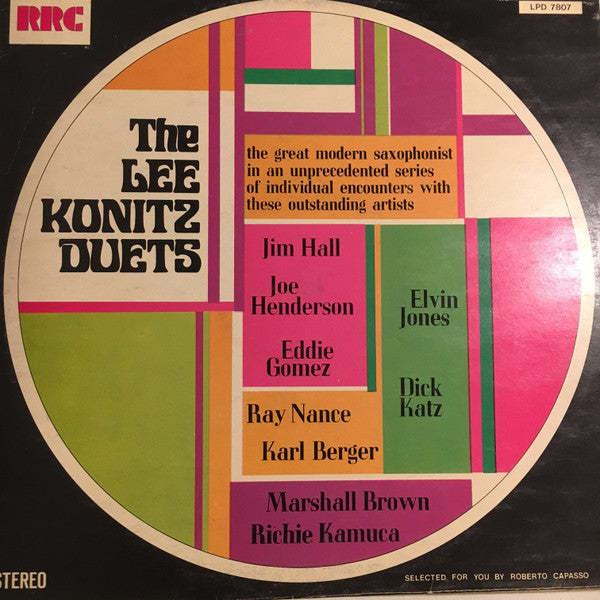 RRC
LPD 7807
The
LEE
KONITZ
DUETS
the great modern saxophonist
in an unprecedented series
of individual encounters with
these outstanding artists
Jim Hall
Joe
Henderson
Eddie
Gomez
Elvin
Jones
Dick
Katz
Ray Nance
Karl Berger
Marshall Brown
Richie Kamuca
STEREO
SELECTED FOR YOU BY ROBERTO CAPASSO